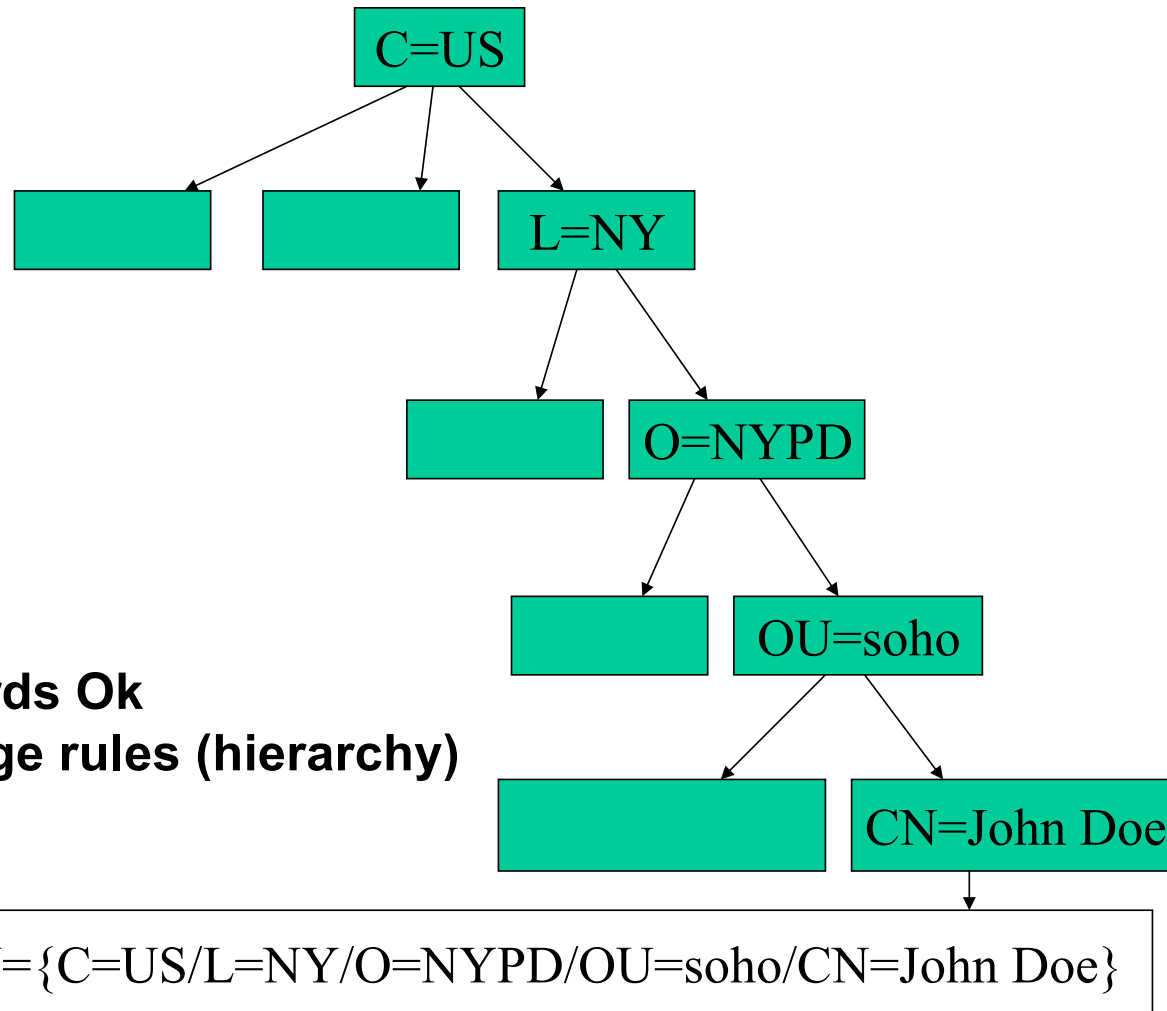 C=US
L=NY
O=NYPD
OU=soho
rds Ok
ge rules (hierarchy)
CN=John Doe
={C=US/L=NY/O=NYPD/OU=soho/CN=John Doe}